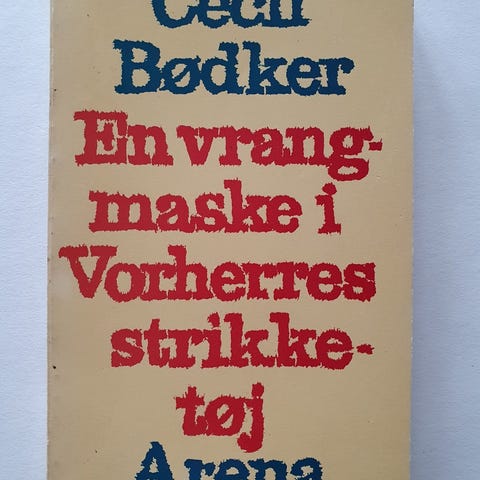 Cecil
Bødker
En vrang-
maske i
Vorherres
strikke-
tøj
Arena